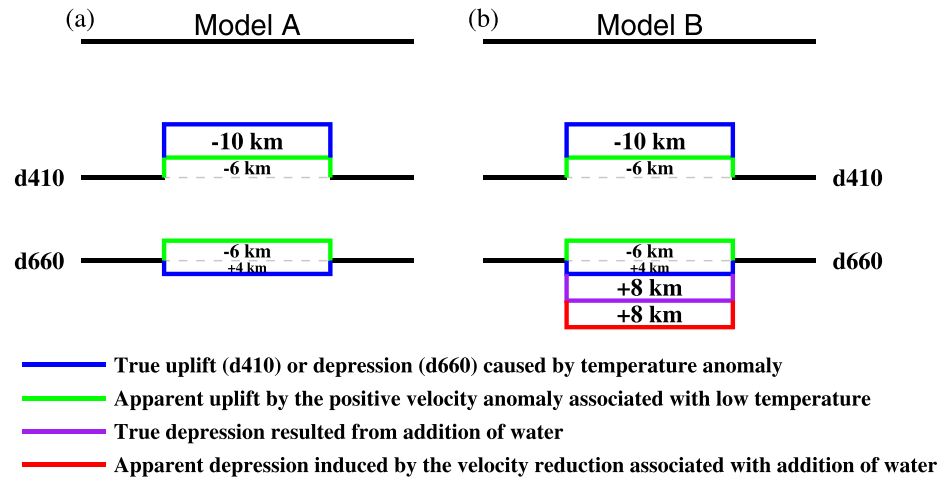 (a) Model A (b) Model B
-10 km -10 km
-6 km -6 km
d410 d410
-6 km -6 km
d660 +4 km +4 km d660
+8 km
+8 km
True uplift (d410) or depression (d660) caused by temperature anomaly
Apparent uplift by the positive velocity anomaly associated with low temperature
True depression resulted from addition of water
Apparent depression induced by the velocity reduction associated with addition of water